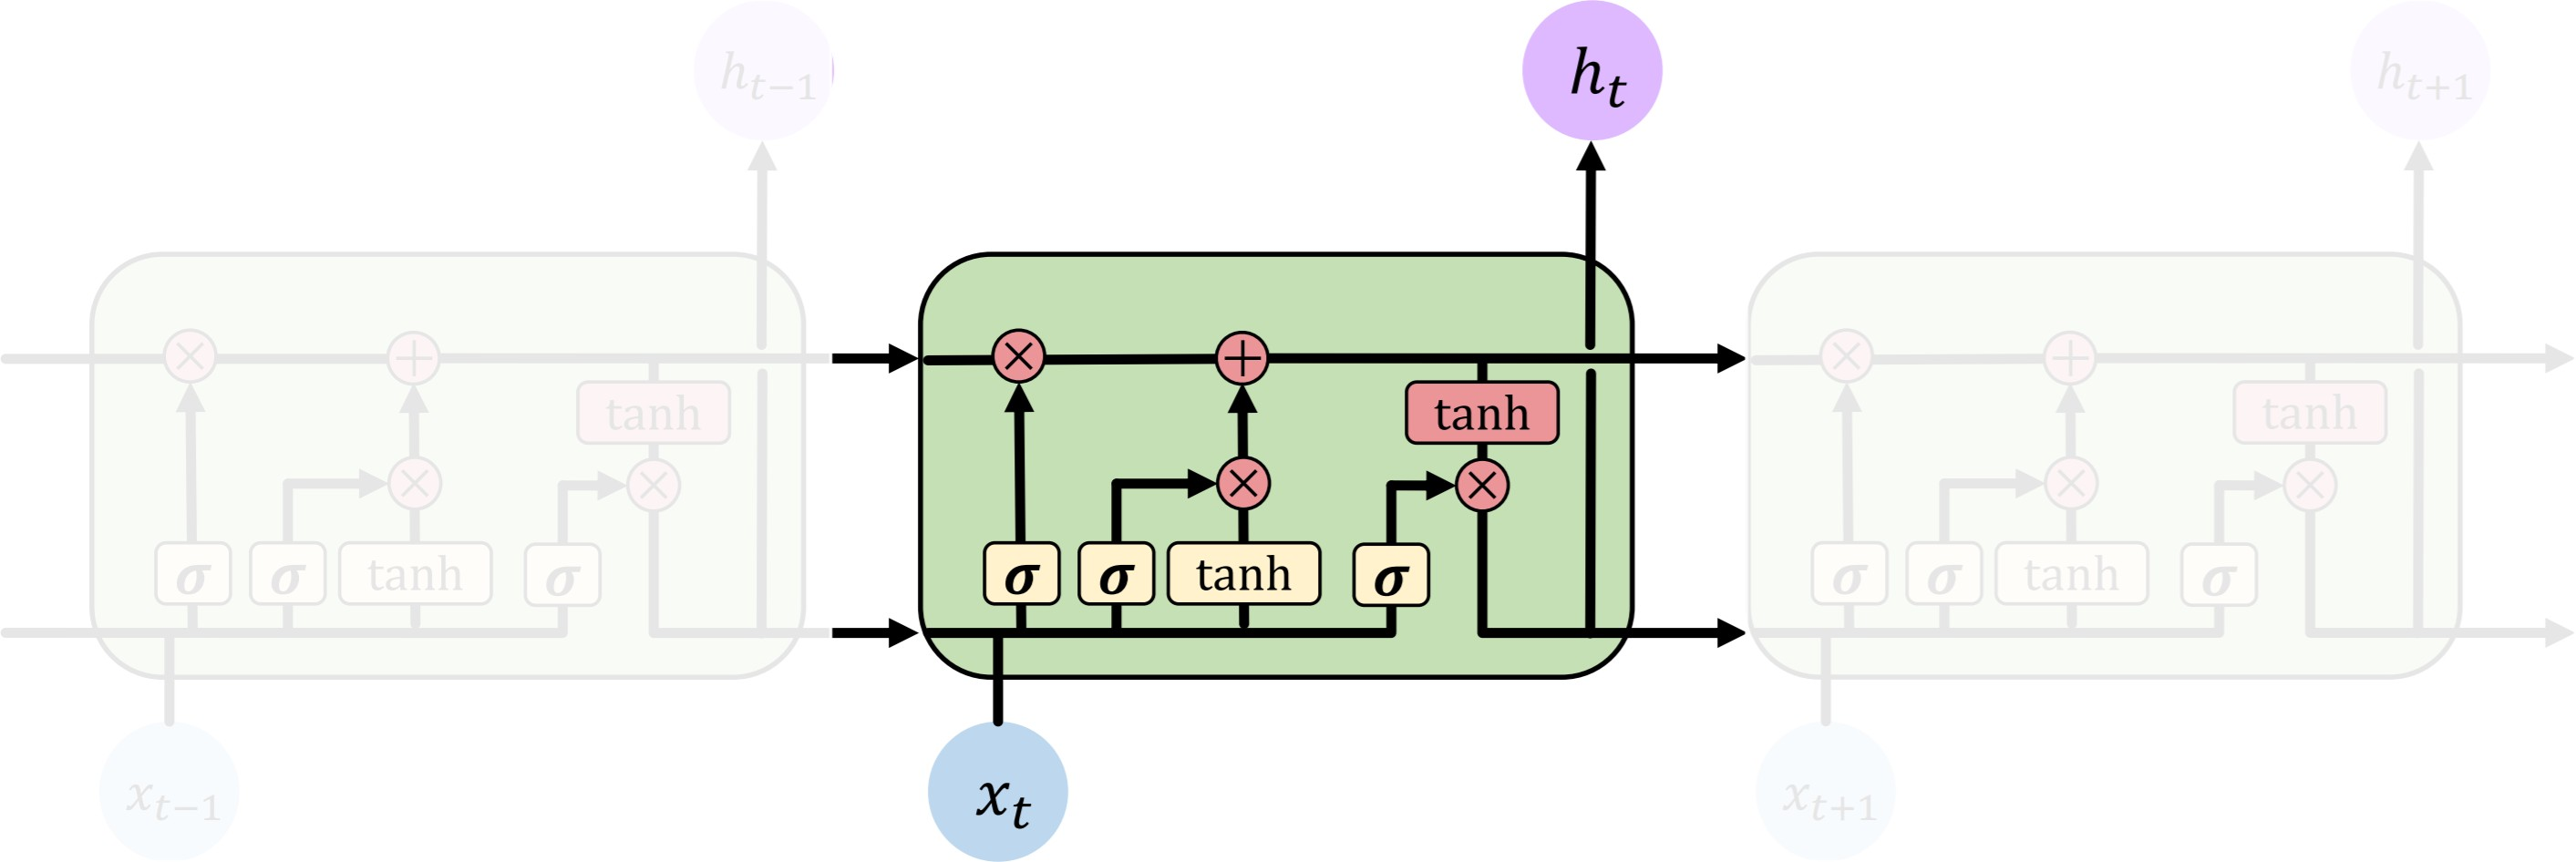 h_{t-1} h_t h_{t+1}
× + × + × +
tanh tanh tanh
× × × × × ×
σ σ tanh σ σ σ tanh σ σ σ tanh σ
x_{t-1} x_t x_{t+1}